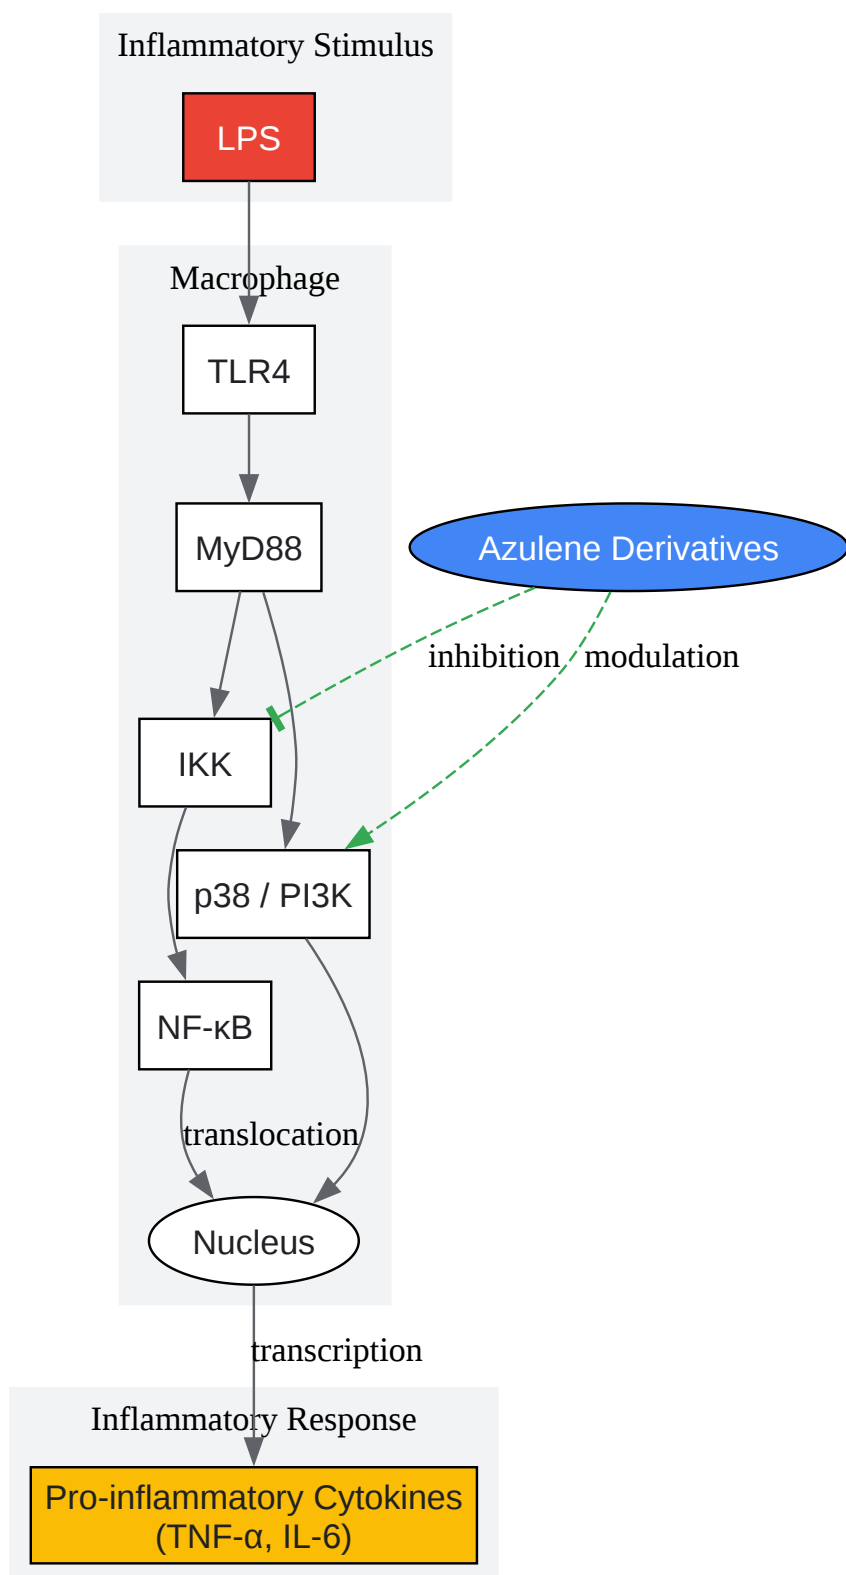 Inflammatory Stimulus
LPS
Macrophage
TLR4
MyD88
Azulene Derivatives
inhibition
modulation
IKK
p38 / PI3K
NF-κB
translocation
Nucleus
transcription
Inflammatory Response
Pro-inflammatory Cytokines
(TNF-α, IL-6)